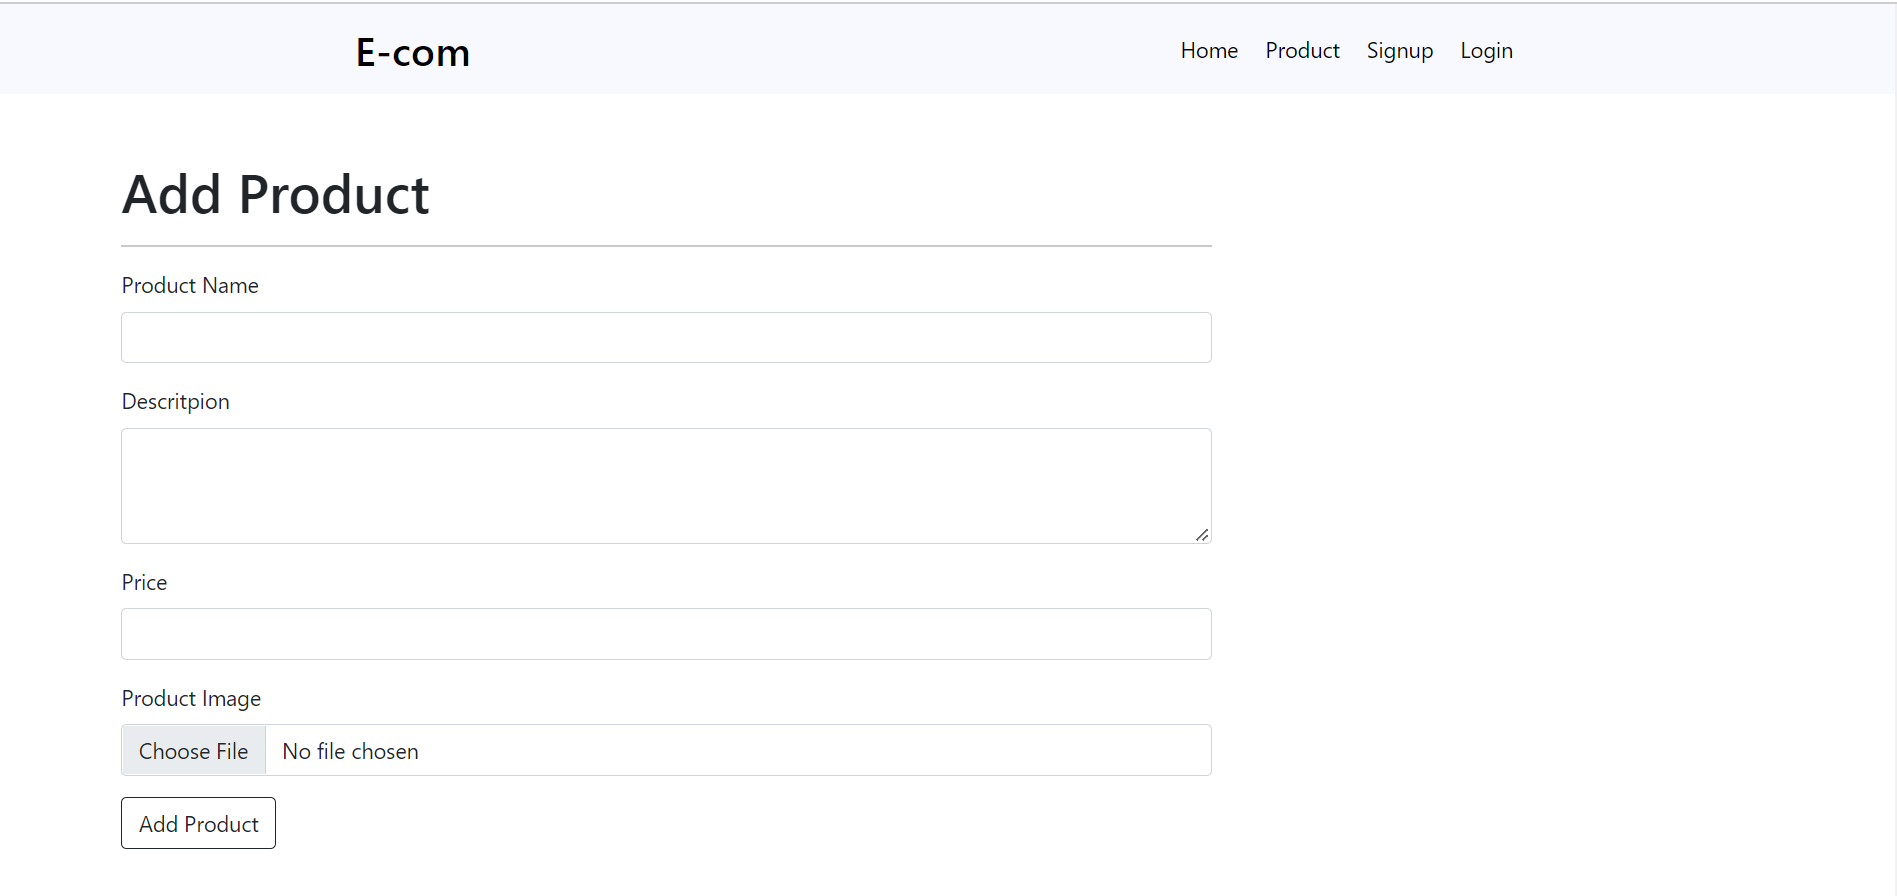 E-com
Home Product Signup Login
Add Product
Product Name
Descritpion
Price
Product Image
Choose File No file chosen
Add Product